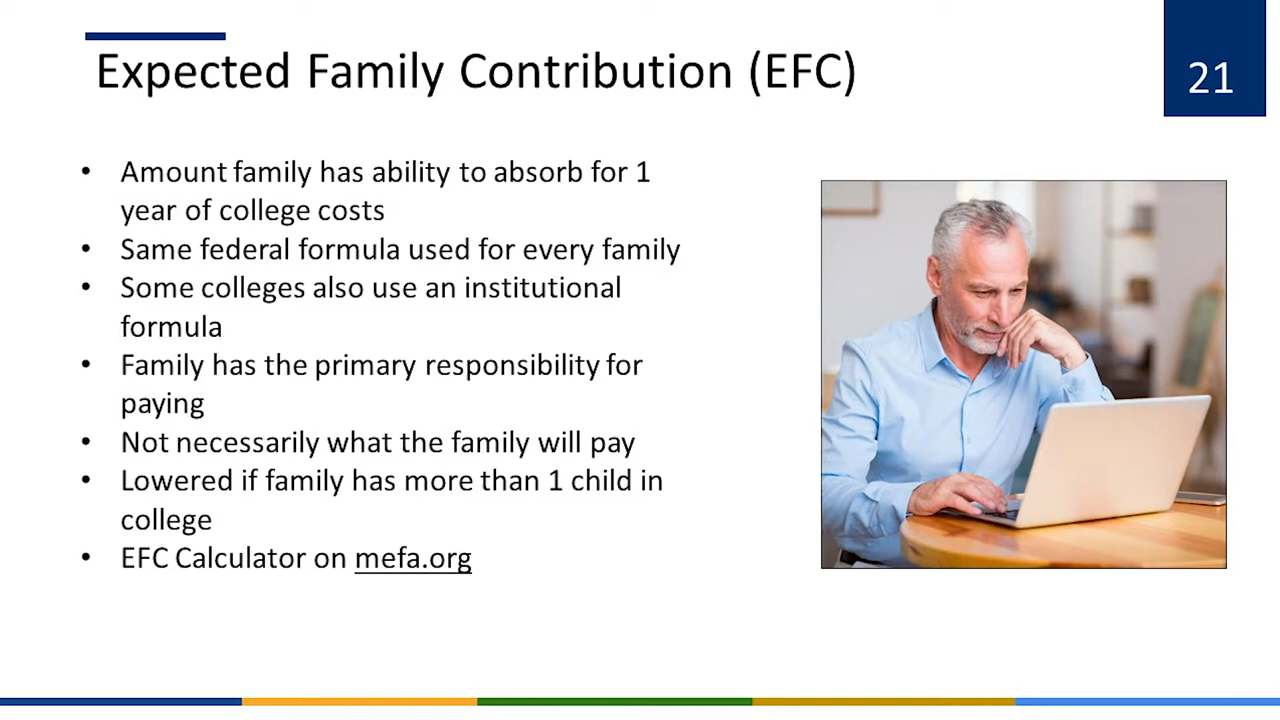 Expected Family Contribution (EFC)
21
• Amount family has ability to absorb for 1
year of college costs
• Same federal formula used for every family
• Some colleges also use an institutional
formula
• Family has the primary responsibility for
paying
• Not necessarily what the family will pay
• Lowered if family has more than 1 child in
college
• EFC Calculator on mefa.org